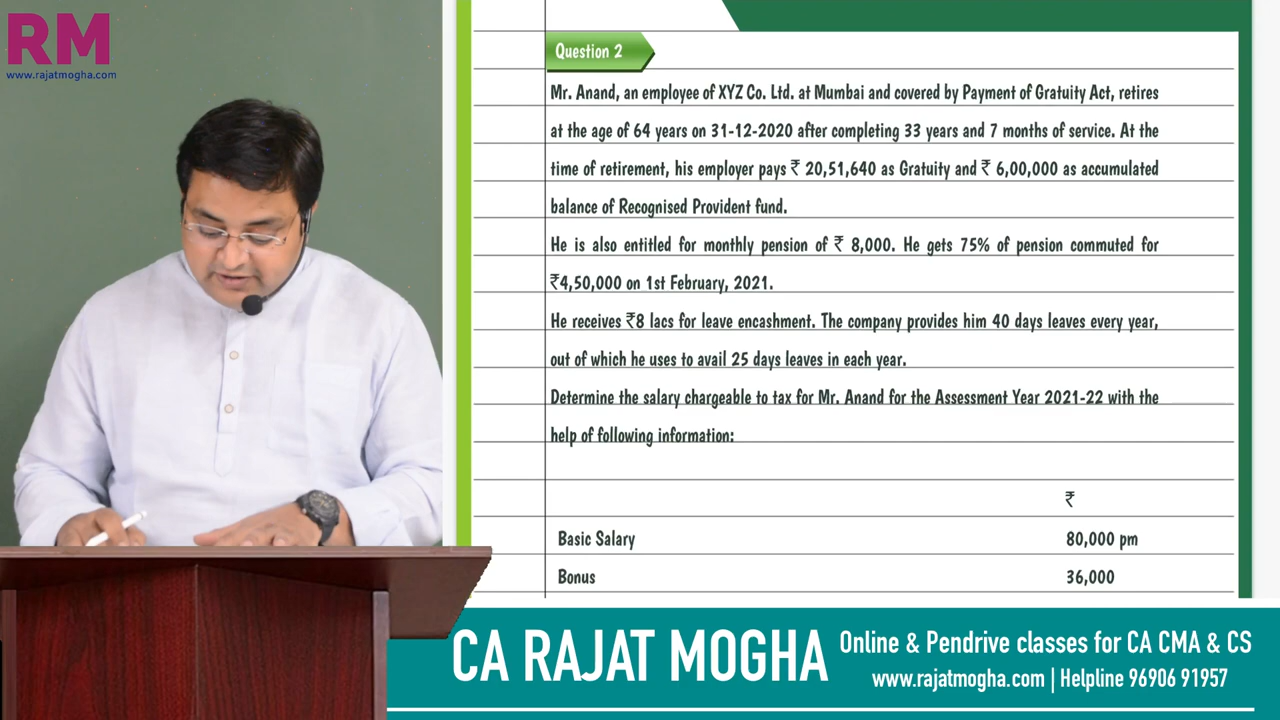 RM
www.rajatmogha.com
Question 2
Mr. Anand, an employee of XYZ Co. Ltd. at Mumbai and covered by Payment of Gratuity Act, retires
at the age of 64 years on 31-12-2020 after completing 33 years and 7 months of service. At the
time of retirement, his employer pays ₹ 20,51,640 as Gratuity and ₹ 6,00,000 as accumulated
balance of Recognised Provident fund.
He is also entitled for monthly pension of ₹ 8,000. He gets 75% of pension commuted for
₹4,50,000 on 1st February, 2021.
He receives ₹8 lacs for leave encashment. The company provides him 40 days leaves every year,
out of which he uses to avail 25 days leaves in each year.
Determine the salary chargeable to tax for Mr. Anand for the Assessment Year 2021-22 with the
help of following information:
₹
Basic Salary 80,000 pm
Bonus 36,000
CA RAJAT MOGHA
Online & Pendrive classes for CA CMA & CS
www.rajatmogha.com | Helpline 96906 91957